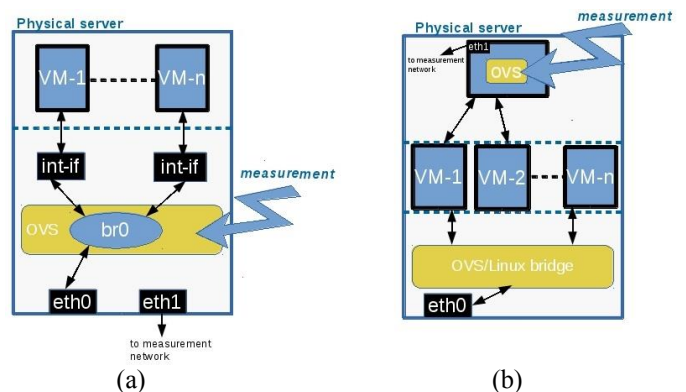 Physical server
VM-1
VM-n
int-if
int-if
measurement
OVS
br0
eth0
eth1
to measurement
network
(a)
measurement
Physical server
eth1
to measurement
network
ovs
VM-1
VM-2
VM-n
OVS/Linux bridge
eth0
(b)